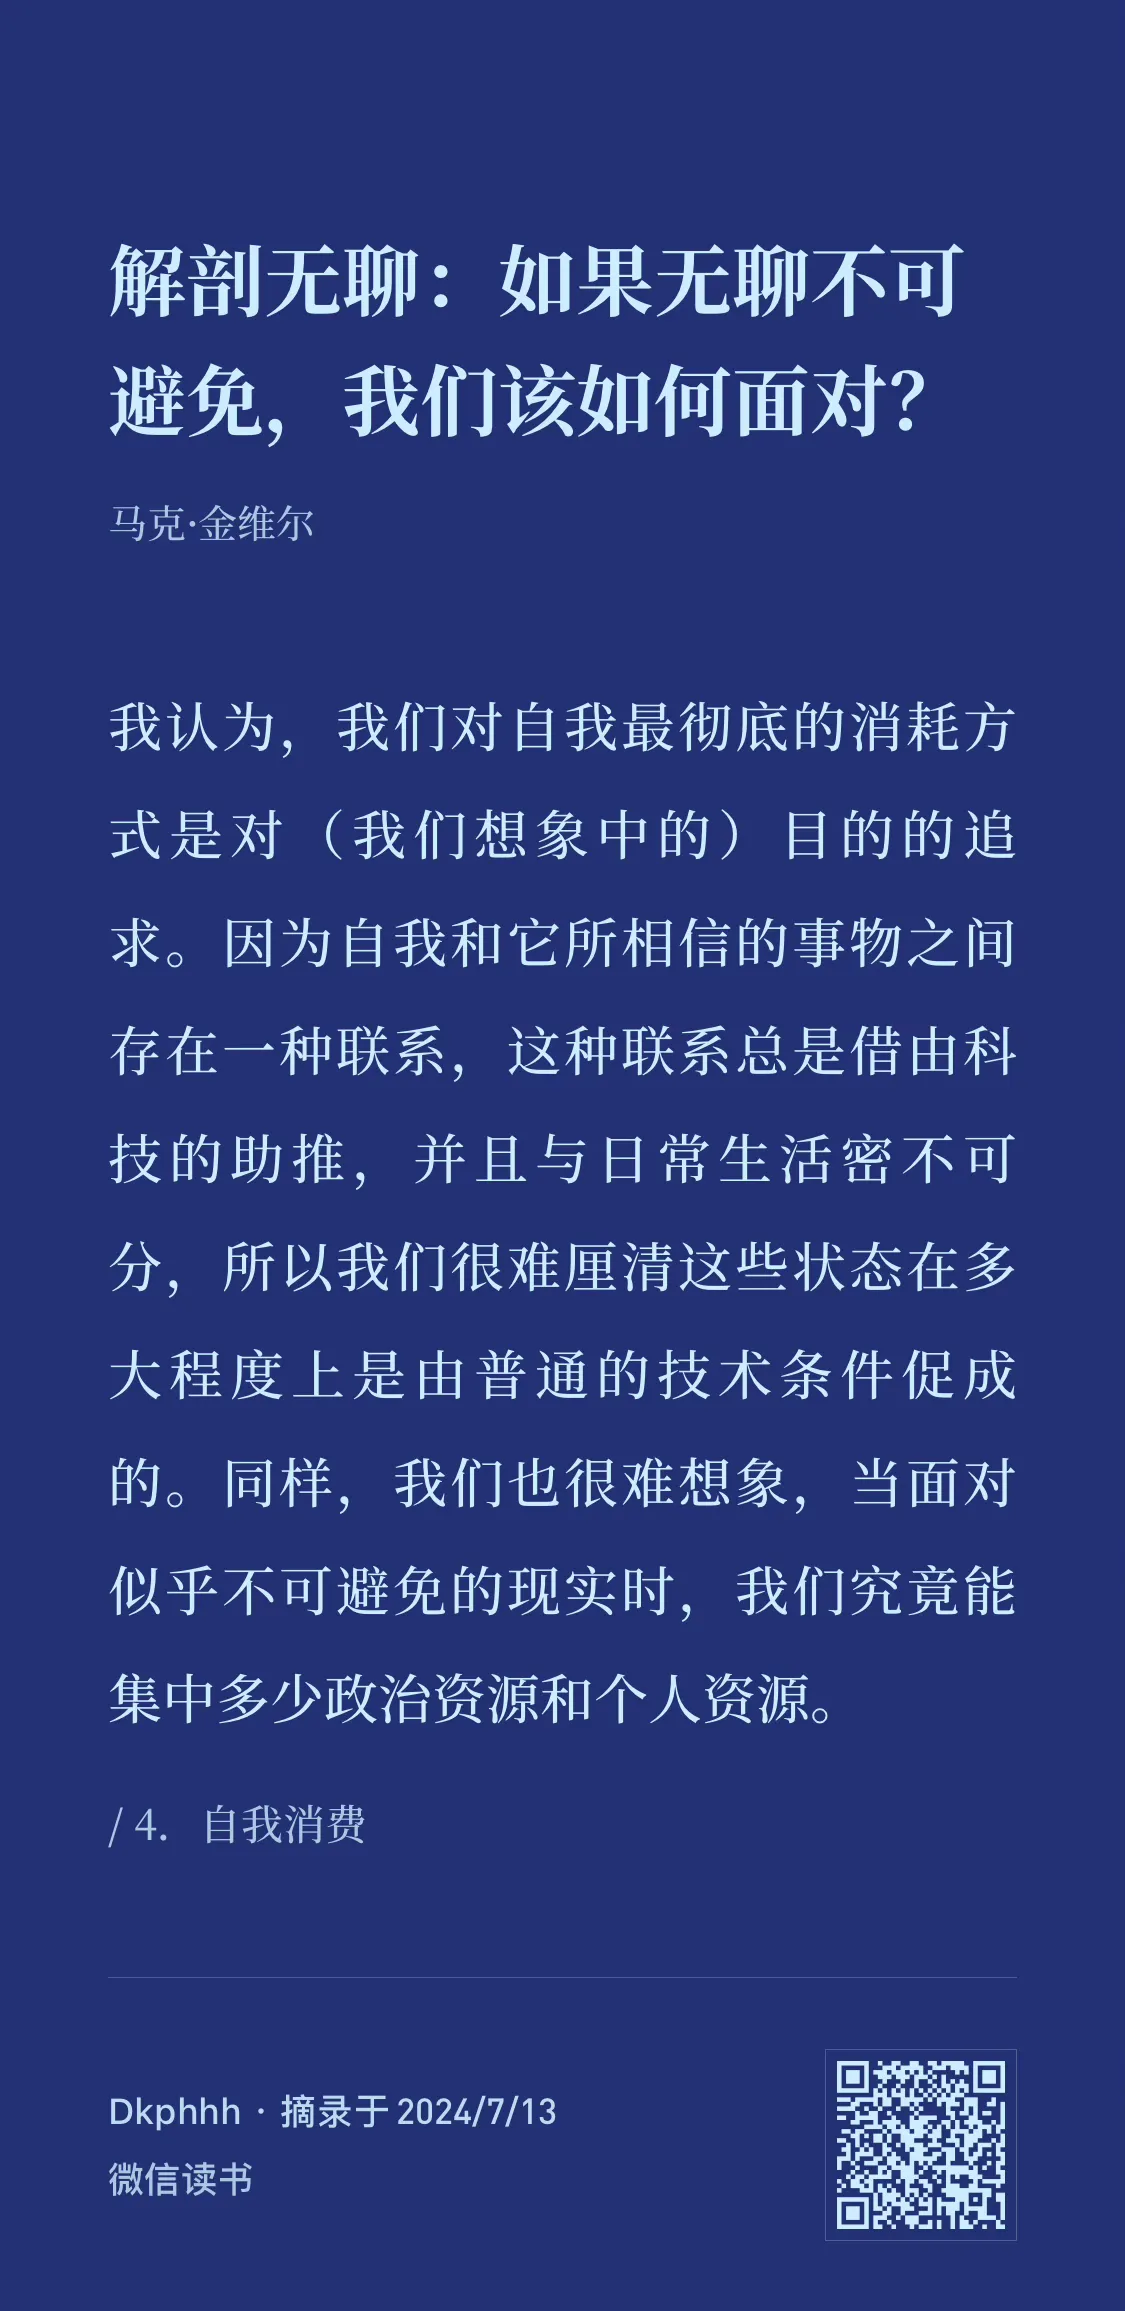 解剖无聊：如果无聊不可
避免，我们该如何面对？
马克·金维尔
我认为，我们对自我最彻底的消耗方
式是对（我们想象中的）目的的追
求。因为自我和它所相信的事物之间
存在一种联系，这种联系总是借由科
技的助推，并且与日常生活密不可
分，所以我们很难厘清这些状态在多
大程度上是由普通的技术条件促成
的。同样，我们也很难想象，当面对
似乎不可避免的现实时，我们究竟能
集中多少政治资源和个人资源。
/ 4. 自我消费
Dkphhh · 摘录于 2024/7/13
微信读书